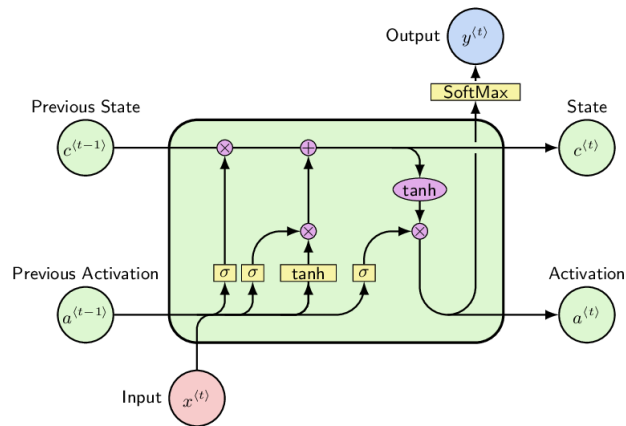 Output
y⟨t⟩
SoftMax
Previous State
State
c⟨t−1⟩
×
+
c⟨t⟩
tanh
×
×
Previous Activation
σ
σ
tanh
σ
Activation
a⟨t−1⟩
a⟨t⟩
Input
x⟨t⟩